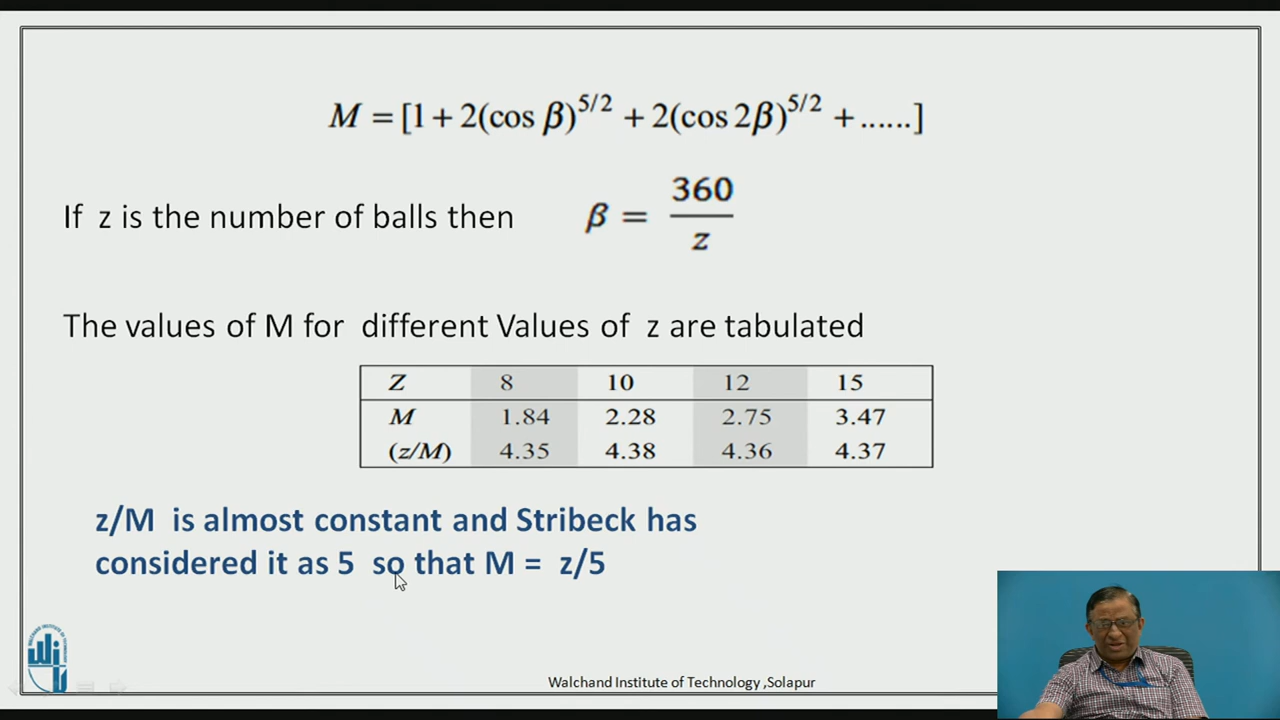 M = [1 + 2(cos β)^5/2 + 2(cos 2β)^5/2 + ......]
If z is the number of balls then β = 360/z
The values of M for different Values of z are tabulated
Z 8 10 12 15
M 1.84 2.28 2.75 3.47
(z/M) 4.35 4.38 4.36 4.37
z/M is almost constant and Stribeck has
considered it as 5 so that M = z/5
Walchand Institute of Technology ,Solapur